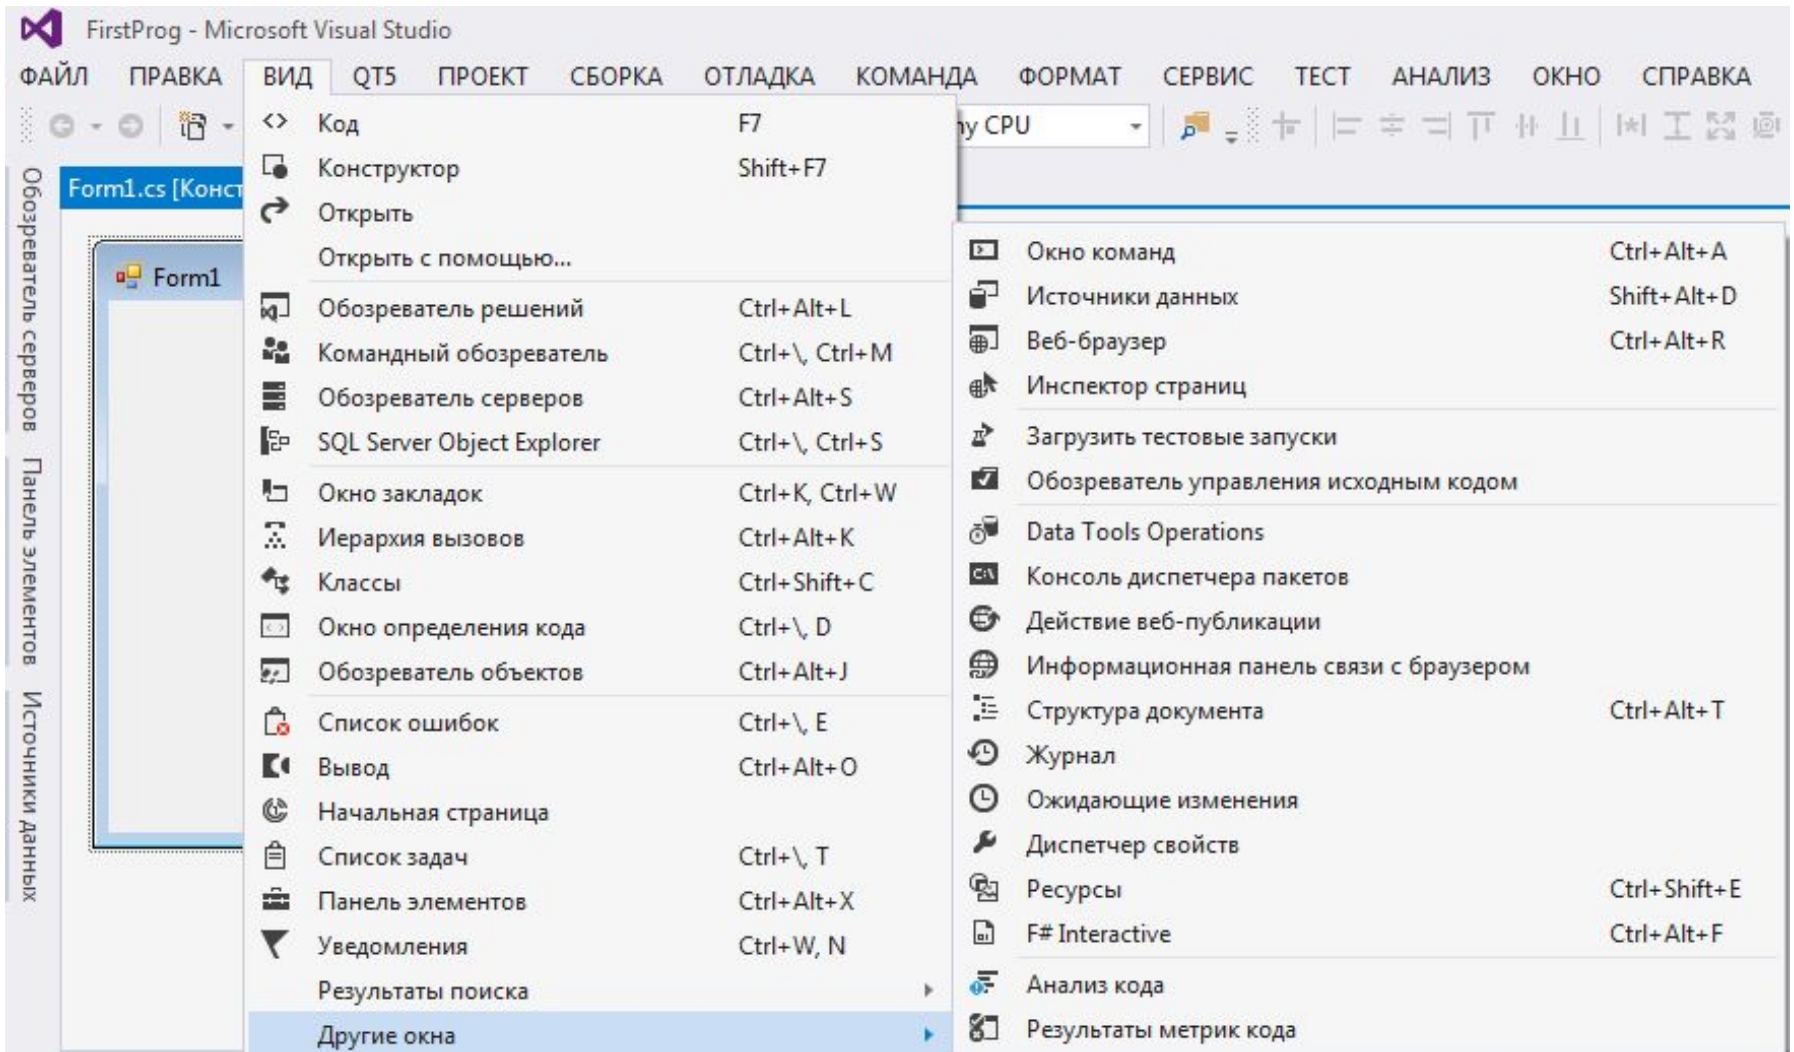 FirstProg - Microsoft Visual Studio
ФАЙЛ ПРАВКА ВИД QT5 ПРОЕКТ СБОРКА ОТЛАДКА КОМАНДА ФОРМАТ СЕРВИС ТЕСТ АНАЛИЗ ОКНО СПРАВКА
ny CPU
Обозреватель серверов
Панель элементов
Источники данных
Form1.cs [Конст
Form1
Код F7
Конструктор Shift+F7
Открыть
Открыть с помощью...
Обозреватель решений Ctrl+Alt+L
Командный обозреватель Ctrl+\, Ctrl+M
Обозреватель серверов Ctrl+Alt+S
SQL Server Object Explorer Ctrl+\, Ctrl+S
Окно закладок Ctrl+K, Ctrl+W
Иерархия вызовов Ctrl+Alt+K
Классы Ctrl+Shift+C
Окно определения кода Ctrl+\, D
Обозреватель объектов Ctrl+Alt+J
Список ошибок Ctrl+\, E
Вывод Ctrl+Alt+O
Начальная страница
Список задач Ctrl+\, T
Панель элементов Ctrl+Alt+X
Уведомления Ctrl+W, N
Результаты поиска
Другие окна
Окно команд Ctrl+Alt+A
Источники данных Shift+Alt+D
Веб-браузер Ctrl+Alt+R
Инспектор страниц
Загрузить тестовые запуски
Обозреватель управления исходным кодом
Data Tools Operations
Консоль диспетчера пакетов
Действие веб-публикации
Информационная панель связи с браузером
Структура документа Ctrl+Alt+T
Журнал
Ожидающие изменения
Диспетчер свойств
Ресурсы Ctrl+Shift+E
F# Interactive Ctrl+Alt+F
Анализ кода
Результаты метрик кода